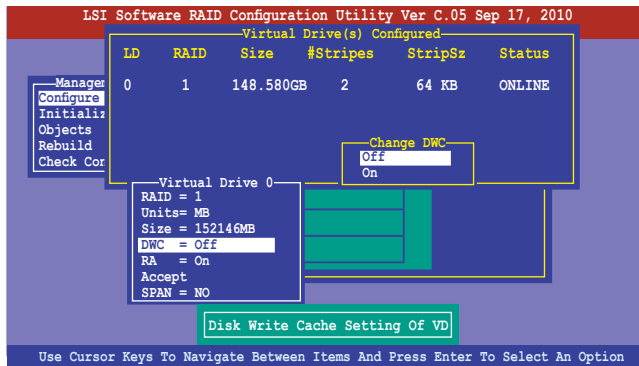 LSI Software RAID Configuration Utility Ver C.05 Sep 17, 2010
Virtual Drive(s) Configured
LD RAID Size #Stripes StripSz Status
0 1 148.580GB 2 64 KB ONLINE
Manage
Configure
Initializ
Objects
Rebuild
Check Con
Change DWC
Off
On
Virtual Drive 0
RAID = 1
Units= MB
Size = 152146MB
DWC = Off
RA = On
Accept
SPAN = NO
Disk Write Cache Setting Of VD
Use Cursor Keys To Navigate Between Items And Press Enter To Select An Option